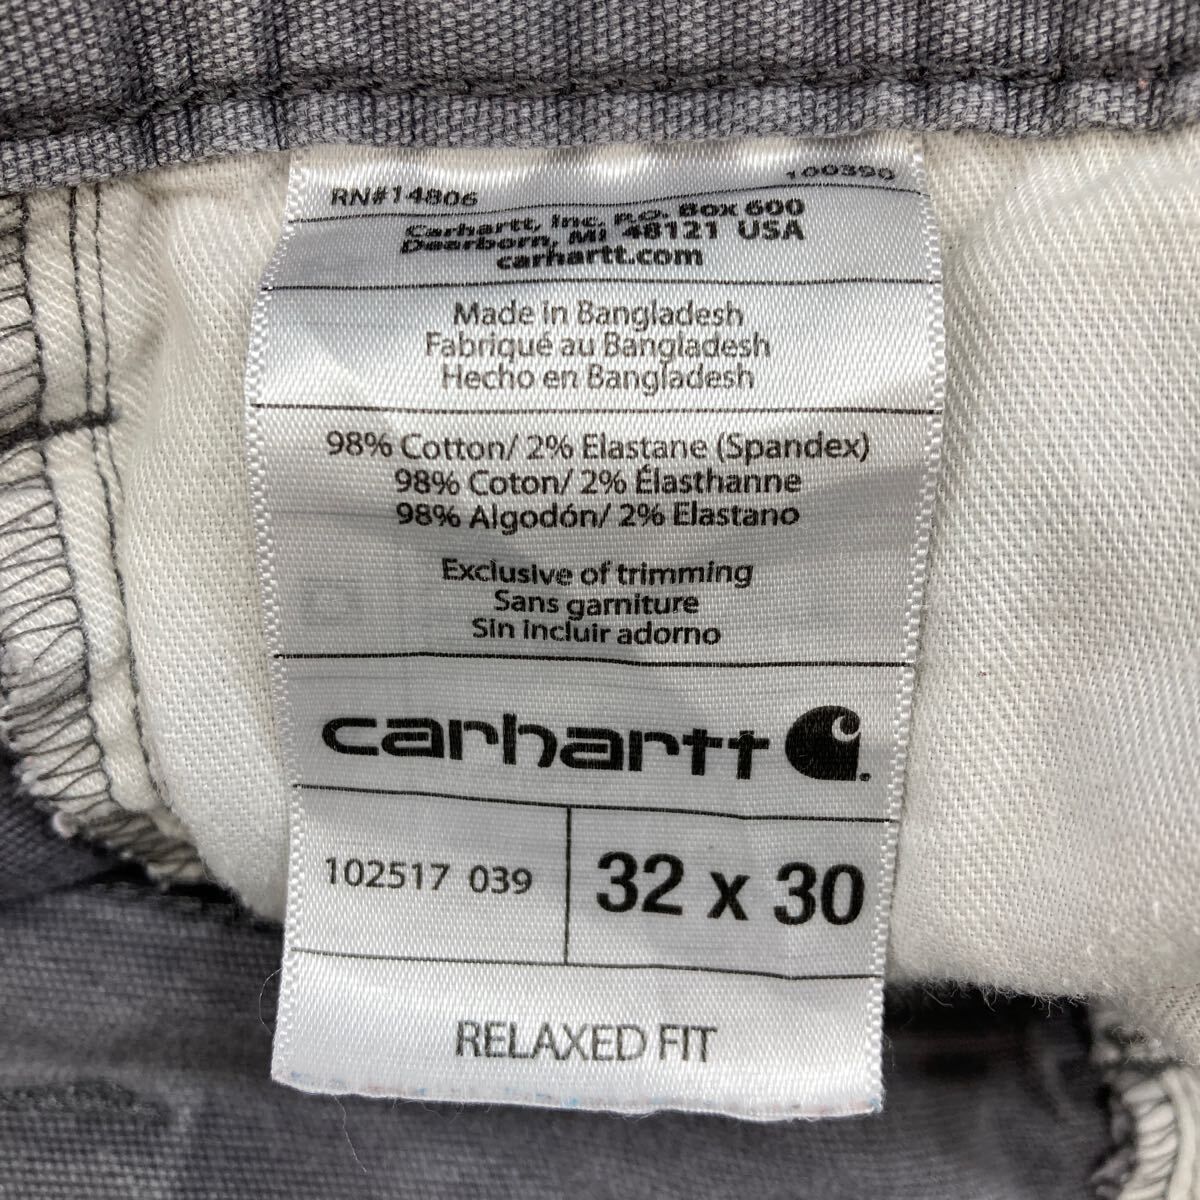 RN#14806 100390
Carhartt, Inc. P.O. Box 600
Dearborn, MI 48121 USA
carhartt.com
Made in Bangladesh
Fabriqué au Bangladesh
Hecho en Bangladesh
98% Cotton/ 2% Elastane (Spandex)
98% Coton/ 2% Élasthanne
98% Algodón/ 2% Elastano
Exclusive of trimming
Sans garniture
Sin incluir adorno
carhartt
102517 039 32 x 30
RELAXED FIT